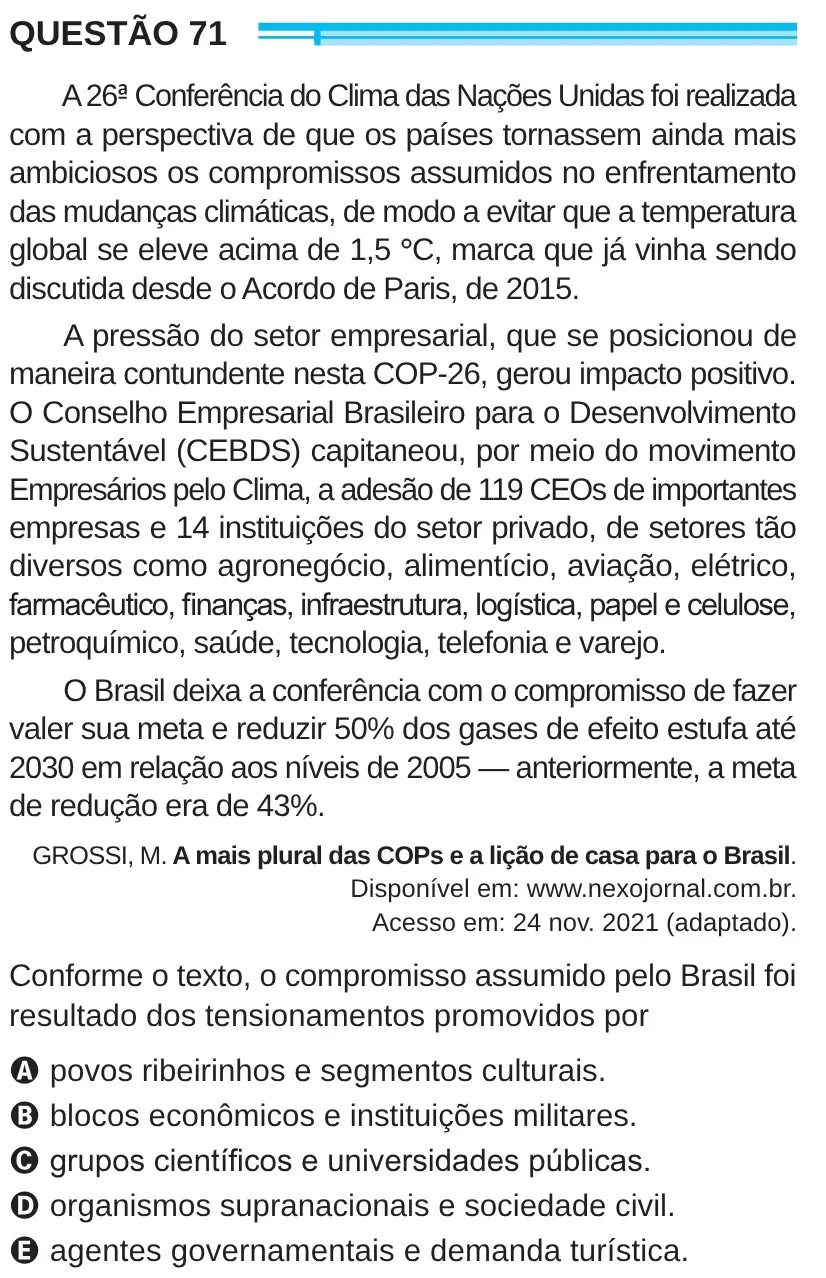 QUESTÃO 71
A 26ª Conferência do Clima das Nações Unidas foi realizada
com a perspectiva de que os países tornassem ainda mais
ambiciosos os compromissos assumidos no enfrentamento
das mudanças climáticas, de modo a evitar que a temperatura
global se eleve acima de 1,5 °C, marca que já vinha sendo
discutida desde o Acordo de Paris, de 2015.
A pressão do setor empresarial, que se posicionou de
maneira contundente nesta COP-26, gerou impacto positivo.
O Conselho Empresarial Brasileiro para o Desenvolvimento
Sustentável (CEBDS) capitaneou, por meio do movimento
Empresários pelo Clima, a adesão de 119 CEOs de importantes
empresas e 14 instituições do setor privado, de setores tão
diversos como agronegócio, alimentício, aviação, elétrico,
farmacêutico, finanças, infraestrutura, logística, papel e celulose,
petroquímico, saúde, tecnologia, telefonia e varejo.
O Brasil deixa a conferência com o compromisso de fazer
valer sua meta e reduzir 50% dos gases de efeito estufa até
2030 em relação aos níveis de 2005 — anteriormente, a meta
de redução era de 43%.
GROSSI, M. A mais plural das COPs e a lição de casa para o Brasil.
Disponível em: www.nexojornal.com.br.
Acesso em: 24 nov. 2021 (adaptado).
Conforme o texto, o compromisso assumido pelo Brasil foi
resultado dos tensionamentos promovidos por
A povos ribeirinhos e segmentos culturais.
B blocos econômicos e instituições militares.
C grupos científicos e universidades públicas.
D organismos supranacionais e sociedade civil.
E agentes governamentais e demanda turística.